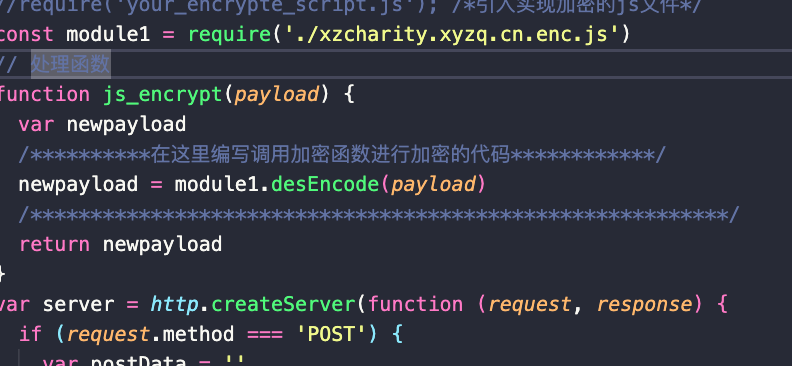 //require('your_encrypte_script.js'); /*引入实现加密的js文件*/
const module1 = require('./xzcharity.xyzq.cn.enc.js')
// 处理函数
function js_encrypt(payload) {
var newpayload
/**********在这里编写调用加密函数进行加密的代码************/
newpayload = module1.desEncode(payload)
/**********************************************************/
return newpayload
}
var server = http.createServer(function (request, response) {
if (request.method === 'POST') {
var postData = ''